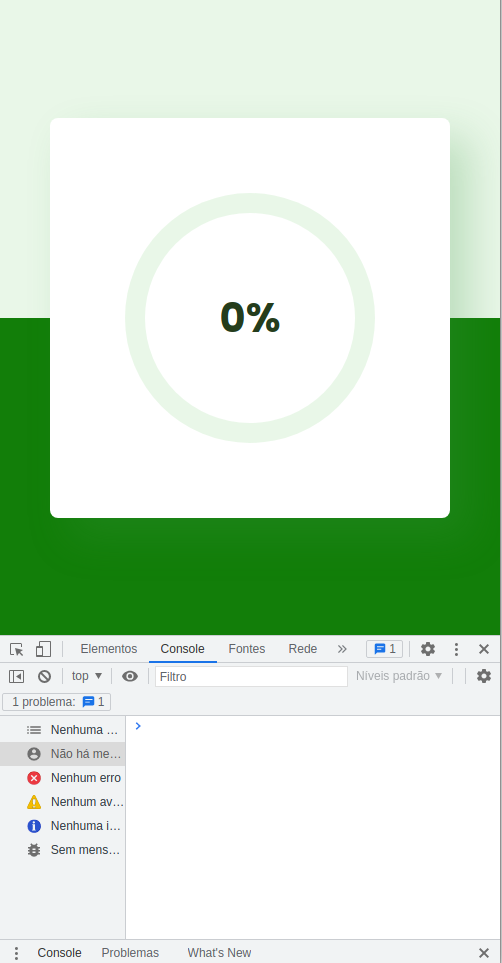 0%
Elementos Console Fontes Rede 1
top Filtro Níveis padrão
1 problema: 1
Nenhuma ...
Não há me...
Nenhum erro
Nenhum av...
Nenhuma i...
Sem mens...
Console Problemas What's New